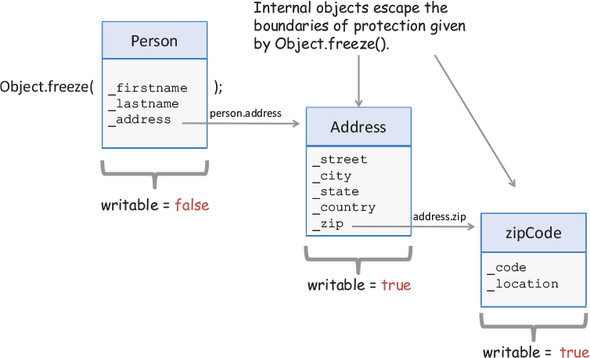 Internal objects escape the
boundaries of protection given
by Object.freeze().
Person
Object.freeze(
_firstname
_lastname
_address
);
person.address
writable = false
Address
_street
_city
_state
_country
_zip
address.zip
writable = true
zipCode
_code
_location
writable = true